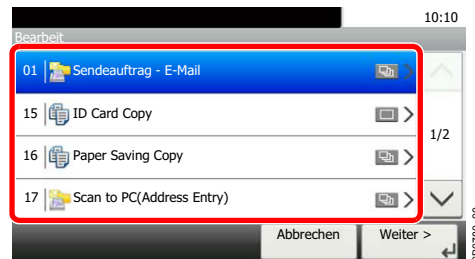 10:10
Bearbeit
01 Sendeauftrag - E-Mail
15 ID Card Copy
16 Paper Saving Copy
1/2
17 Scan to PC(Address Entry)
Abbrechen
Weiter >